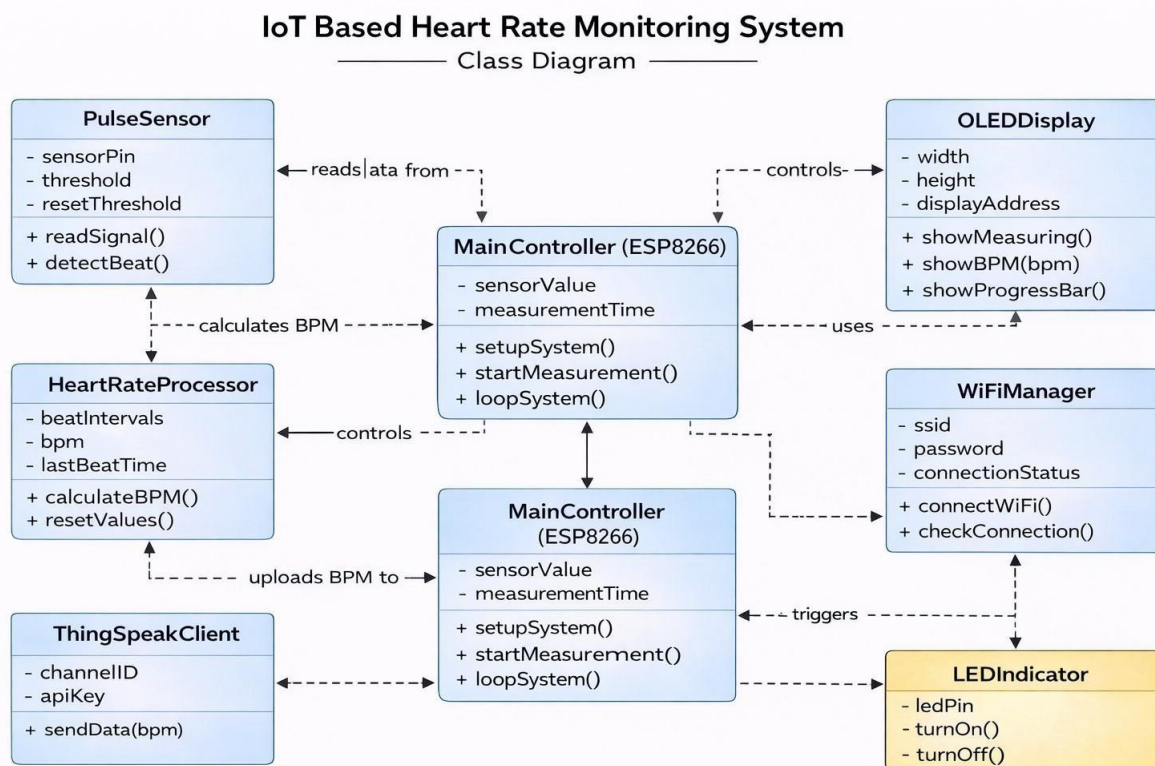 IoT Based Heart Rate Monitoring System
Class Diagram
PulseSensor
- sensorPin
- threshold
- resetThreshold
+ readSignal()
+ detectBeat()
reads|ata from
controls-
OLEDDisplay
- width
- height
- displayAddress
+ showMeasuring()
+ showBPM(bpm)
+ showProgressBar()
MainController (ESP8266)
- sensorValue
- measurementTime
+ setupSystem()
+ startMeasurement()
+ loopSystem()
calculates BPM
uses
HeartRateProcessor
- beatIntervals
- bpm
- lastBeatTime
+ calculateBPM()
+ resetValues()
controls
WiFiManager
- ssid
- password
- connectionStatus
+ connectWiFi()
+ checkConnection()
MainController
(ESP8266)
- sensorValue
- measurementTime
+ setupSystem()
+ startMeasurement()
+ loopSystem()
uploads BPM to
triggers
ThingSpeakClient
- channelID
- apiKey
+ sendData(bpm)
LEDIndicator
- ledPin
- turnOn()
- turnOff()